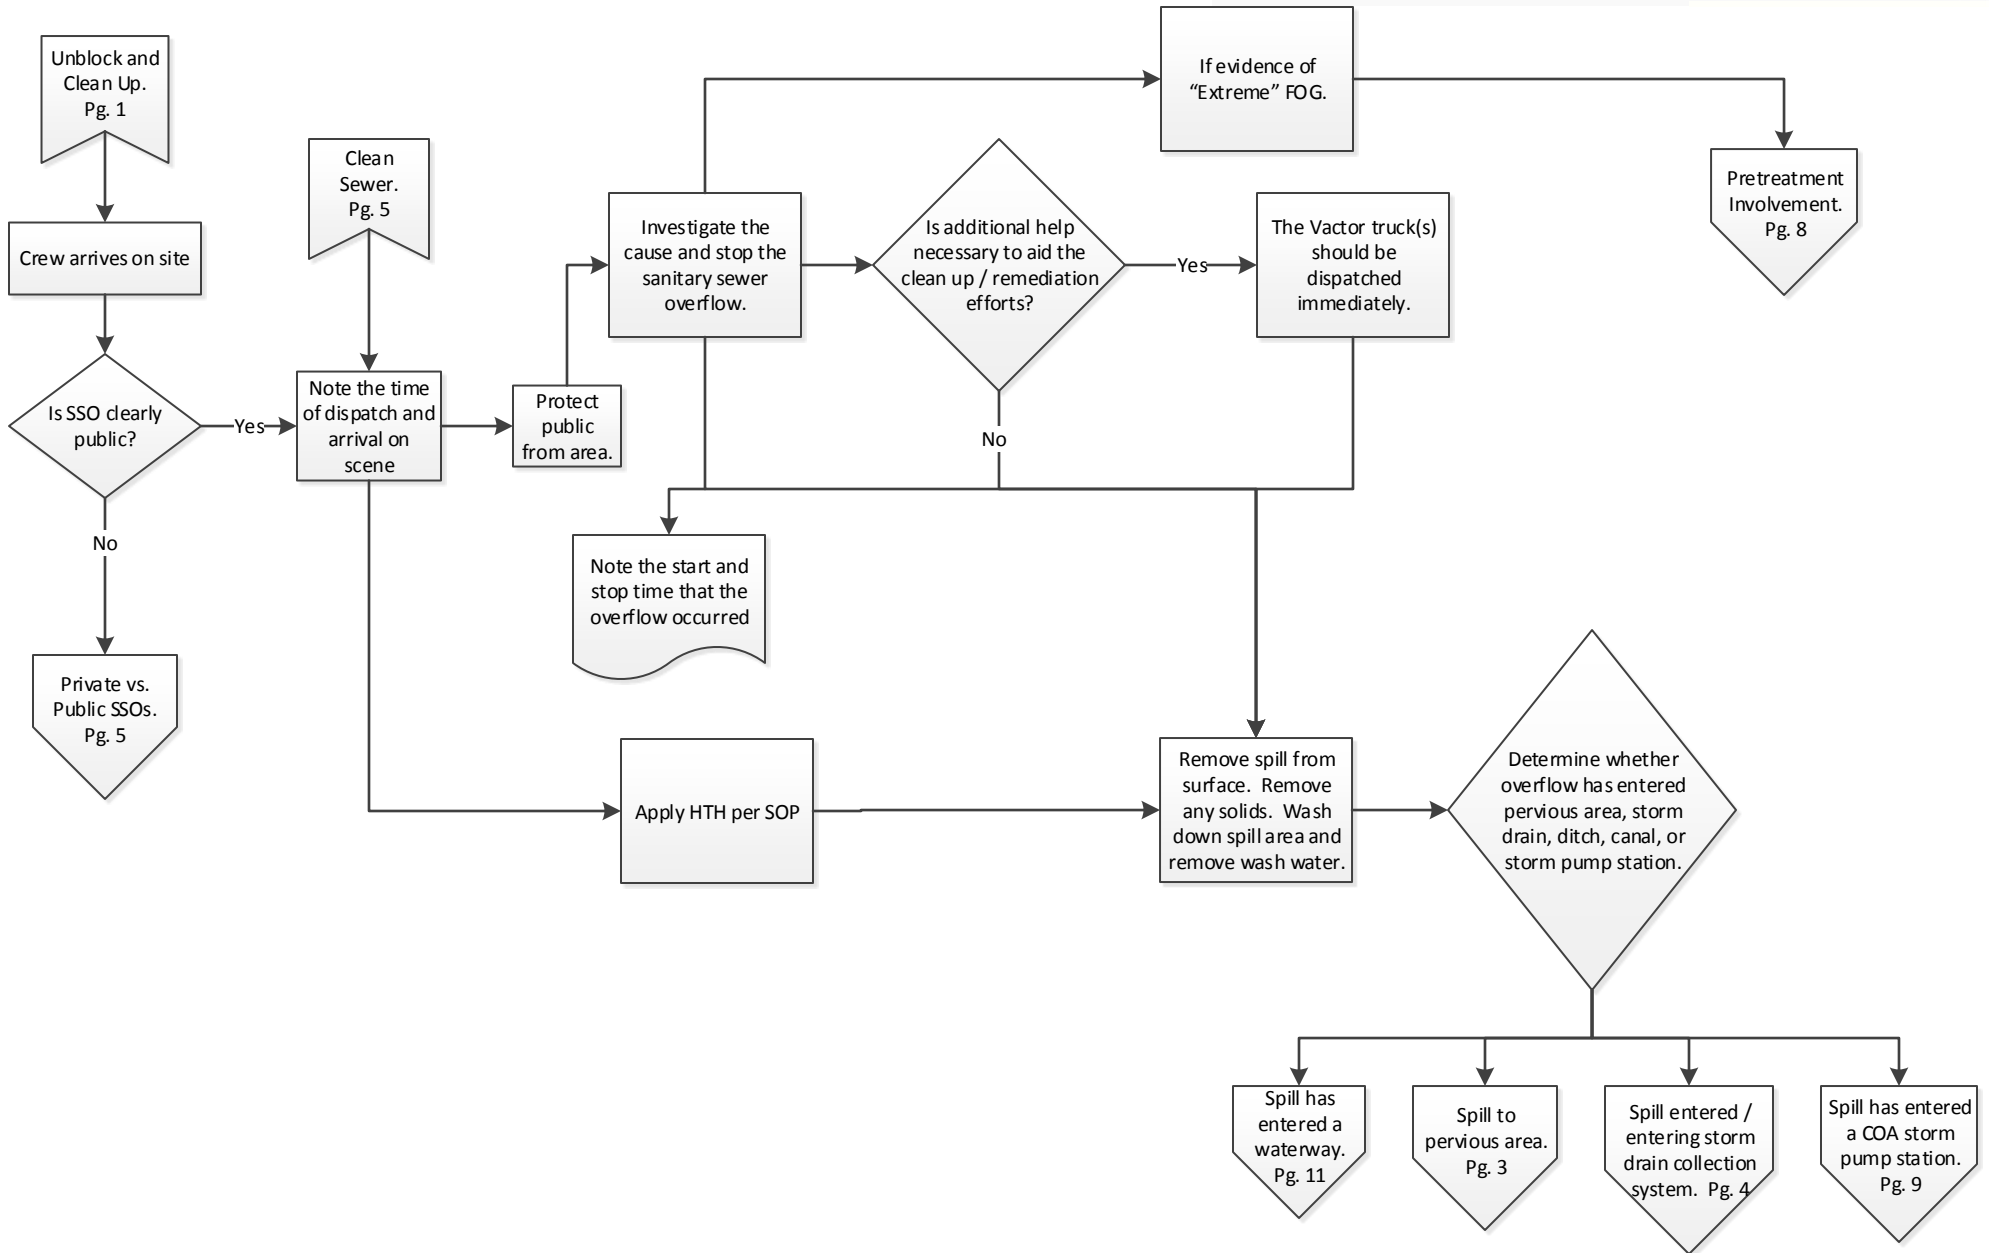 Unblock and
Clean Up.
Pg. 1
Crew arrives on site
Is SSO clearly
public?
Yes
No
Private vs.
Public SSOs.
Pg. 5
Clean
Sewer.
Pg. 5
Note the time
of dispatch and
arrival on
scene
Protect
public
from area.
Investigate the
cause and stop the
sanitary sewer
overflow.
If evidence of
“Extreme” FOG.
Pretreatment
Involvement.
Pg. 8
Is additional help
necessary to aid the
clean up / remediation
efforts?
Yes
No
The Vactor truck(s)
should be
dispatched
immediately.
Note the start and
stop time that the
overflow occurred
Apply HTH per SOP
Remove spill from
surface. Remove
any solids. Wash
down spill area and
remove wash water.
Determine whether
overflow has entered
pervious area, storm
drain, ditch, canal, or
storm pump station.
Spill has
entered a
waterway.
Pg. 11
Spill to
pervious area.
Pg. 3
Spill entered /
entering storm
drain collection
system. Pg. 4
Spill has entered
a COA storm
pump station.
Pg. 9